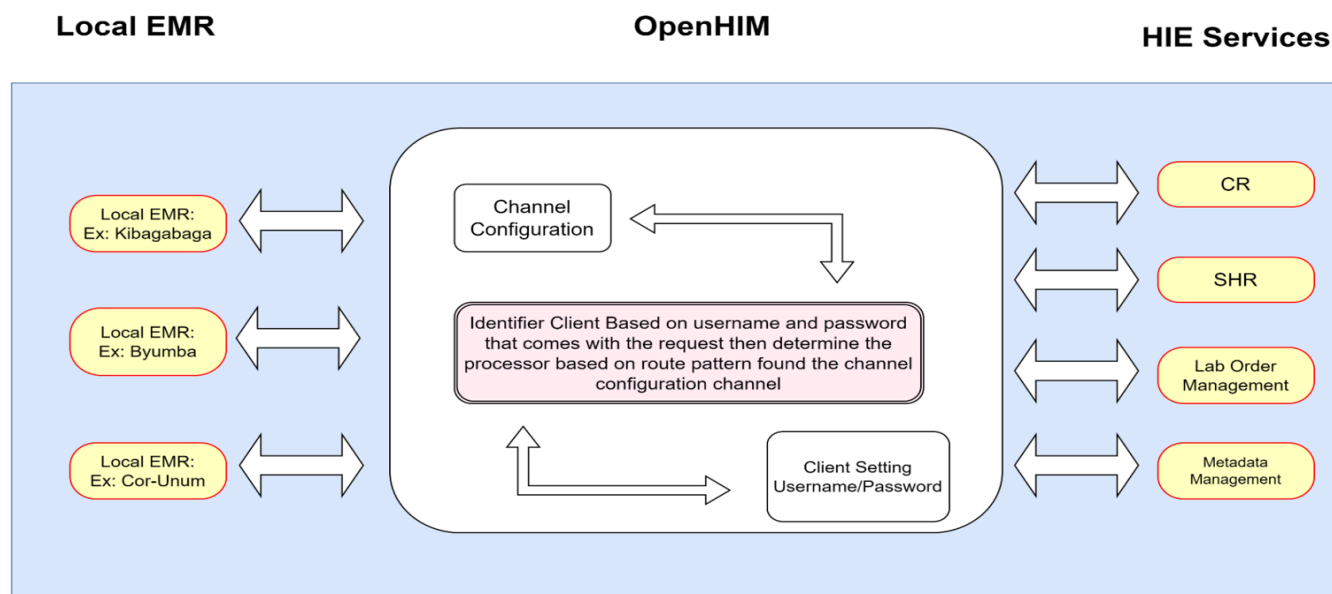 Local EMR
OpenHIM
HIE Services
Local EMR:
Ex: Kibagabaga
Local EMR:
Ex: Byumba
Local EMR:
Ex: Cor-Unum
Channel
Configuration
Identifier Client Based on username and password
that comes with the request then determine the
processor based on route pattern found the channel
configuration channel
Client Setting
Username/Password
CR
SHR
Lab Order
Management
Metadada
Management